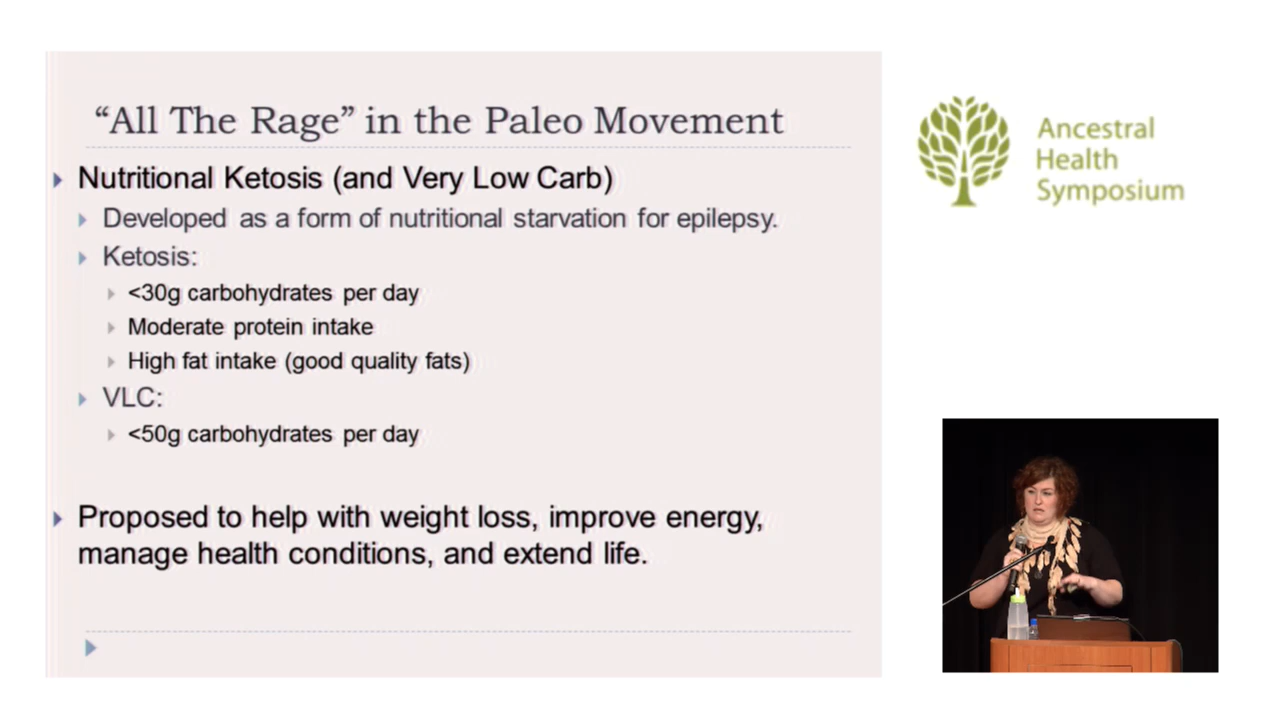 “All The Rage” in the Paleo Movement
Nutritional Ketosis (and Very Low Carb)
Developed as a form of nutritional starvation for epilepsy.
Ketosis:
<30g carbohydrates per day
Moderate protein intake
High fat intake (good quality fats)
VLC:
<50g carbohydrates per day
Proposed to help with weight loss, improve energy,
manage health conditions, and extend life.
Ancestral
Health
Symposium